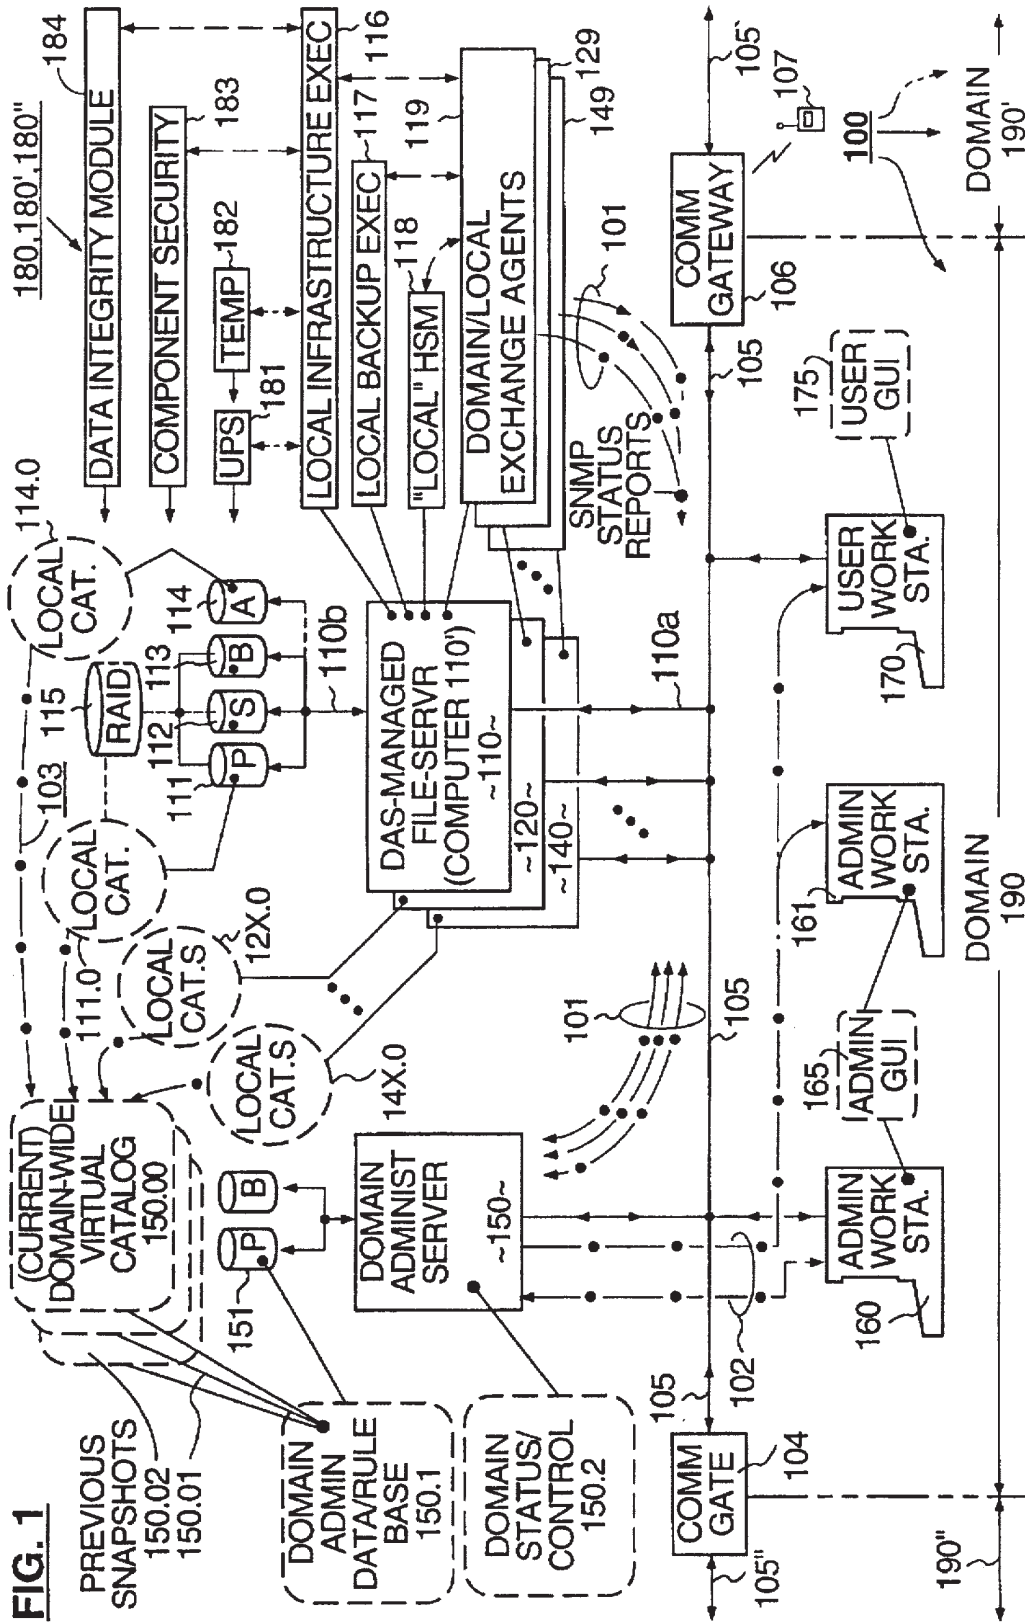 FIG. 1
PREVIOUS
SNAPSHOTS
150.02
150.01
(CURRENT)
DOMAIN-WIDE
VIRTUAL
CATALOG
150.00
103
LOCAL
CAT.
114.0
LOCAL
CAT.
111.0
LOCAL
CAT.S
12X.0
LOCAL
CAT.S
14X.0
115
RAID
111
P
112
S
113
B
114
A
110b
151
P
B
DOMAIN
ADMIN
DATA/RULE
BASE
150.1
DOMAIN
STATUS/
CONTROL
150.2
DOMAIN
ADMINIST
SERVER
~150~
DAS-MANAGED
FILE-SERVR
(COMPUTER 110')
~110~
~120~
~140~
110a
180,180',180"
DATA INTEGRITY MODULE
184
COMPONENT SECURITY
183
UPS
181
TEMP
182
LOCAL INFRASTRUCTURE EXEC
116
LOCAL BACKUP EXEC
117
"LOCAL" HSM
118
DOMAIN/LOCAL
EXCHANGE AGENTS
119
129
149
SNMP
STATUS
REPORTS
101
101
COMM
GATE
104
105"
105
102
105
105
COMM
GATEWAY
106
105'
107
100
ADMIN
WORK
STA.
160
165
ADMIN
GUI
ADMIN
WORK
STA.
161
USER
WORK
STA.
170
175
USER
GUI
190"
DOMAIN
190
DOMAIN
190'